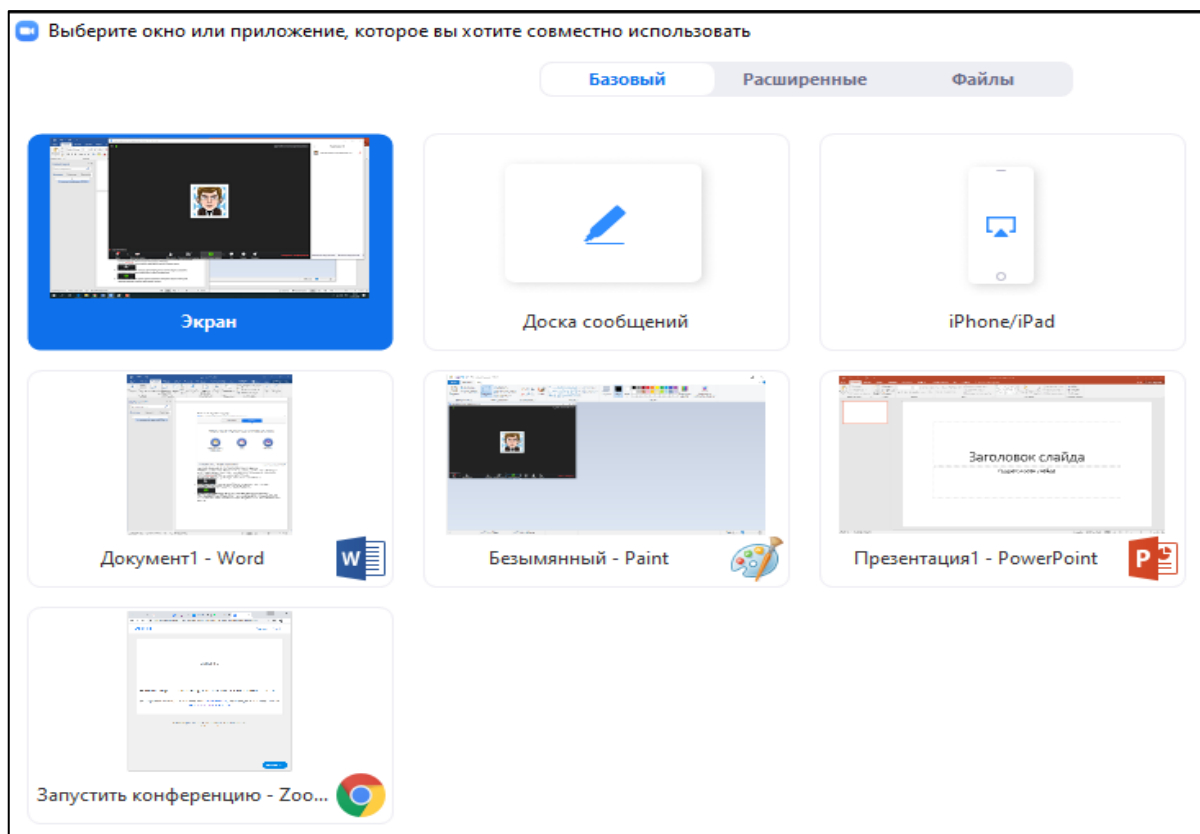 Выберите окно или приложение, которое вы хотите совместно использовать
Базовый Расширенные Файлы
Экран Доска сообщений iPhone/iPad
Заголовок слайда
Документ1 - Word W Безымянный - Paint Презентация1 - PowerPoint P
Запустить конференцию - Zoo...